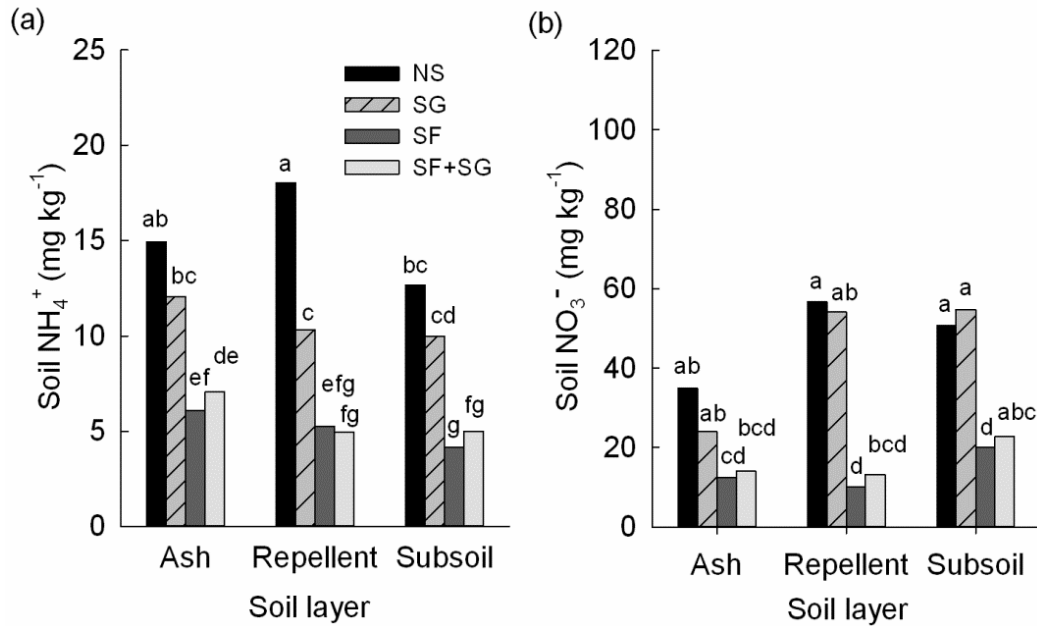 (a)
25
20
15
10
5
0
Soil NH₄⁺ (mg kg⁻¹)
NS
SG
SF
SF+SG
ab
bc
ef
de
a
c
efg
fg
bc
cd
g
fg
Ash Repellent Subsoil
Soil layer
(b)
120
100
80
60
40
20
0
Soil NO₃⁻ (mg kg⁻¹)
ab
ab
cd
bcd
a
ab
d
bcd
a
a
d
abc
Ash Repellent Subsoil
Soil layer